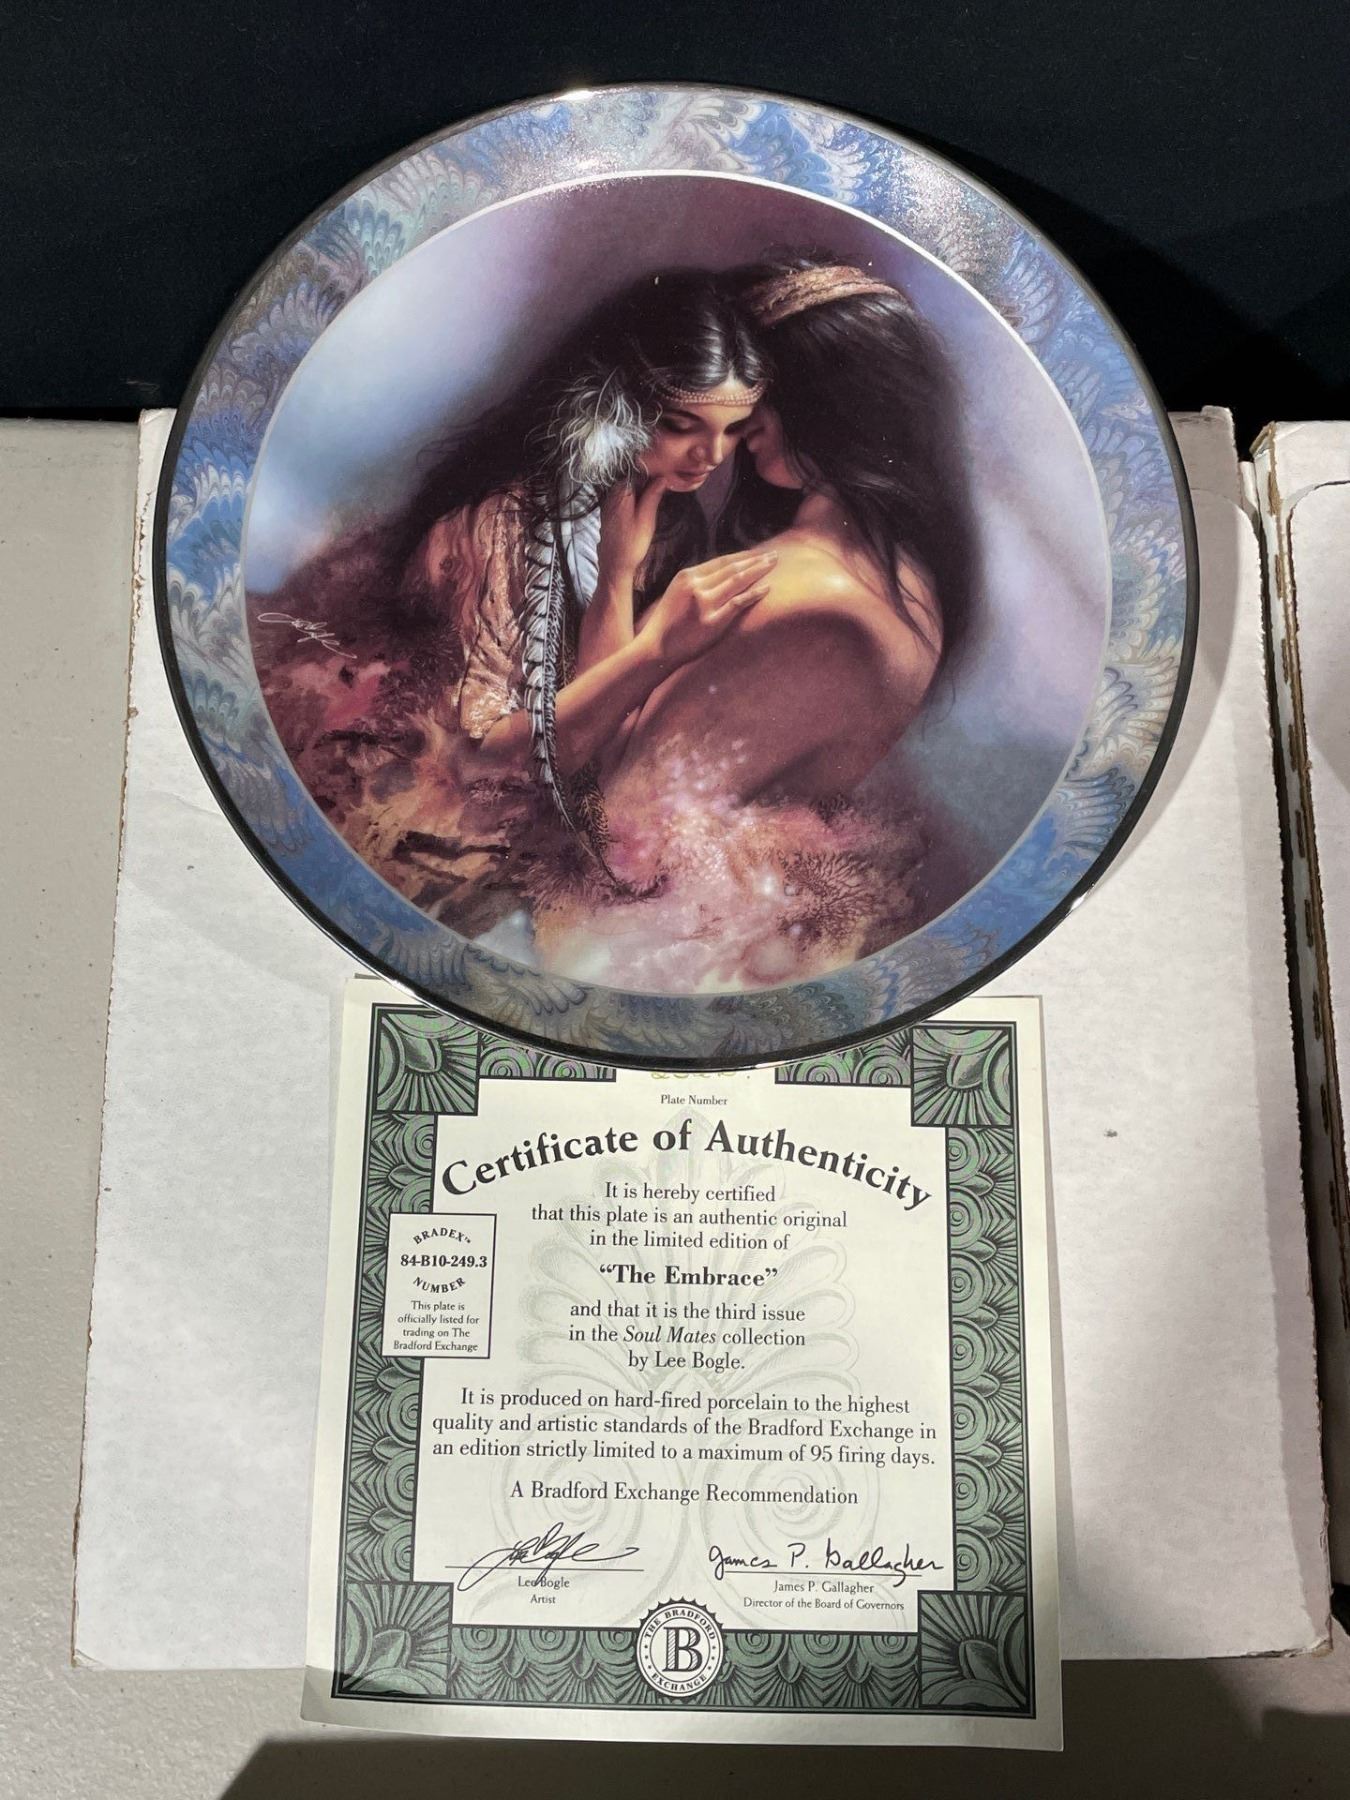 Plate Number
Certificate of Authenticity
It is hereby certified
that this plate is an authentic original
in the limited edition of
“The Embrace”
and that it is the third issue
in the Soul Mates collection
by Lee Bogle.
BRADEX™
84-B10-249.3
NUMBER
This plate is
officially listed for
trading on The
Bradford Exchange
It is produced on hard-fired porcelain to the highest
quality and artistic standards of the Bradford Exchange in
an edition strictly limited to a maximum of 95 firing days.
A Bradford Exchange Recommendation
Lee Bogle
James P. Gallagher
Lee Bogle
Artist
James P. Gallagher
Director of the Board of Governors
THE BRADFORD
B
EXCHANGE